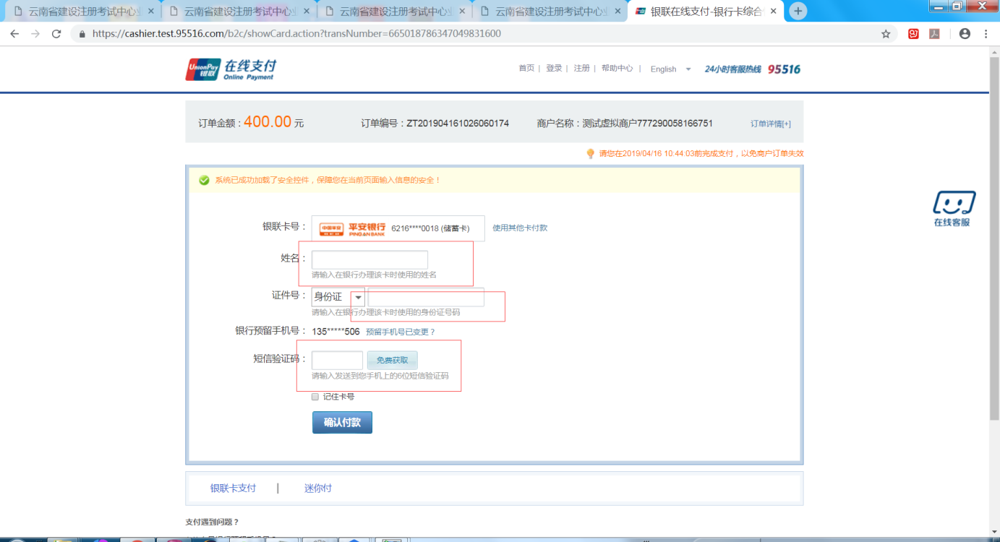 云南省建设注册考试中心业 云南省建设注册考试中心业 云南省建设注册考试中心业 云南省建设注册考试中心业 银联在线支付-银行卡综合
https://cashier.test.95516.com/b2c/showCard.action?transNumber=665018786347049831600
UnionPay 银联 在线支付 Online Payment
首页 | 登录 | 注册 | 帮助中心 | English 24小时客服热线 95516
订单金额：400.00 元 订单编号：ZT201904161026060174 商户名称：测试虚拟商户777290058166751 订单详情[+]
请您在2019/04/16 10:44:03前完成支付，以免商户订单失效
系统已成功加载了安全控件，保障您在当前页面输入信息的安全！
银联卡号： 中国平安 平安银行 PING AN BANK 6216****0018 (储蓄卡) 使用其他卡付款
姓名：
请输入在银行办理该卡时使用的姓名
证件号： 身份证
请输入在银行办理该卡时使用的身份证号码
银行预留手机号： 135*****506 预留手机号已变更？
短信验证码： 免费获取
请输入发送到您手机上的6位短信验证码
记住卡号
确认付款
在线客服
银联卡支付 | 迷你付
支付遇到问题？